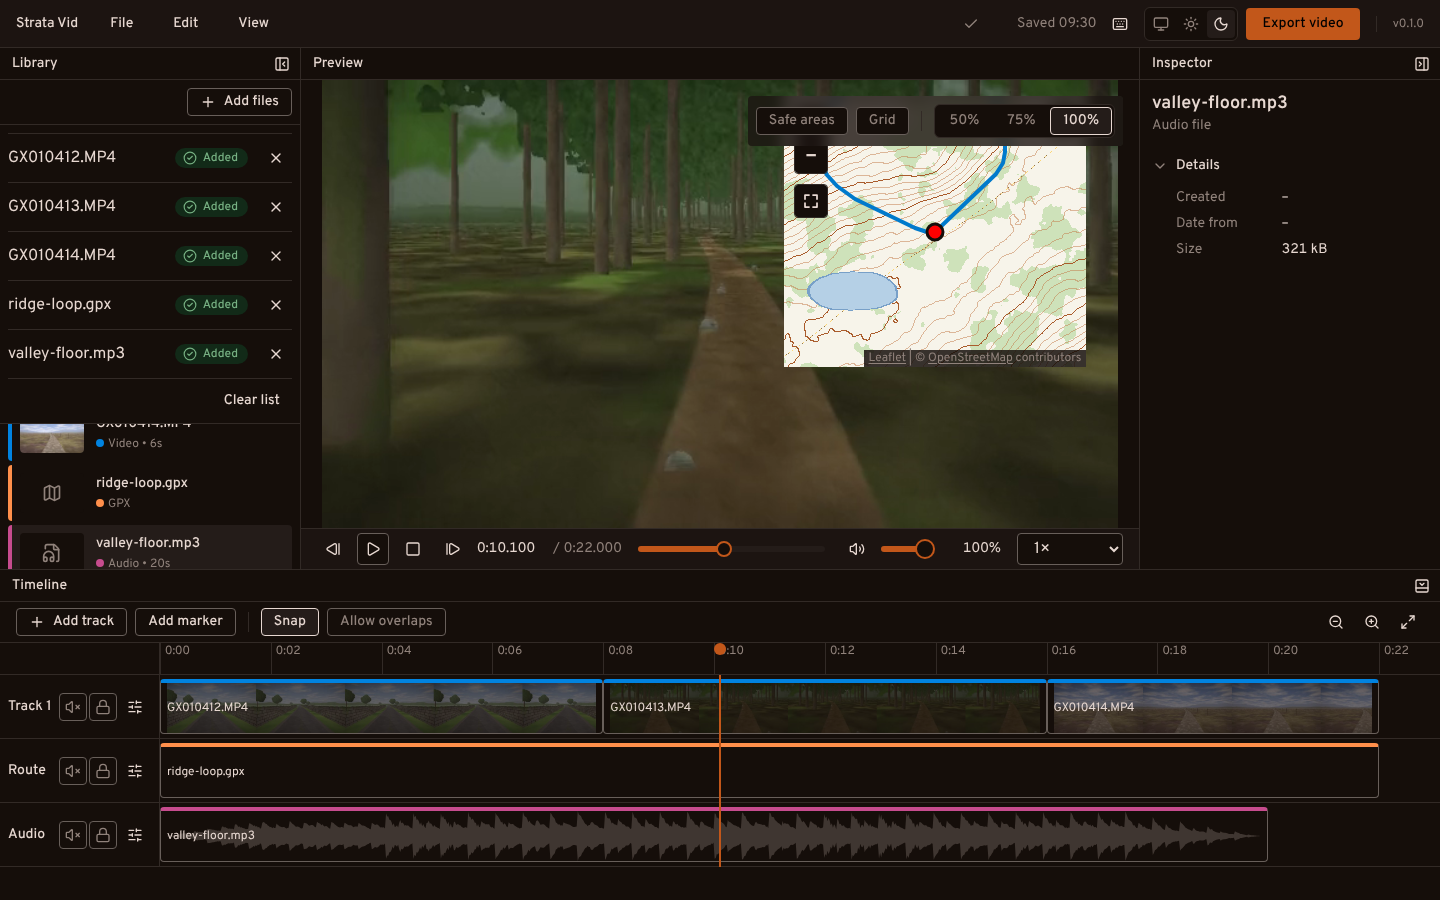 Strata Vid File Edit View Saved 09:30 Export video v0.1.0
Library
Add files
GX010412.MP4 Added
GX010413.MP4 Added
GX010414.MP4 Added
ridge-loop.gpx Added
valley-floor.mp3 Added
Clear list
GX010414.MP4
Video • 6s
ridge-loop.gpx
GPX
valley-floor.mp3
Audio • 20s
Preview
Safe areas Grid 50% 75% 100%
Leaflet | © OpenStreetMap contributors
0:10.100 / 0:22.000 100% 1×
Inspector
valley-floor.mp3
Audio file
Details
Created –
Date from –
Size 321 kB
Timeline
Add track Add marker Snap Allow overlaps
0:00 0:02 0:04 0:06 0:08 0:10 0:12 0:14 0:16 0:18 0:20 0:22
Track 1 GX010412.MP4 GX010413.MP4 GX010414.MP4
Route ridge-loop.gpx
Audio valley-floor.mp3